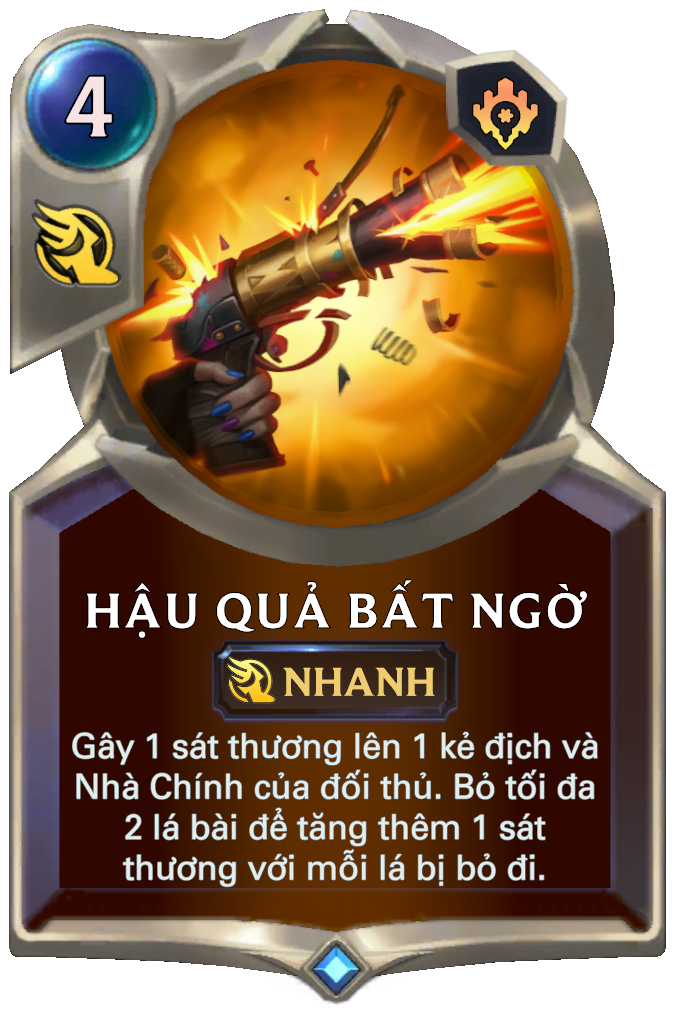 4
HẬU QUẢ BẤT NGỜ
NHANH
Gây 1 sát thương lên 1 kẻ địch và
Nhà Chính của đối thủ. Bỏ tối đa
2 lá bài để tăng thêm 1 sát
thương với mỗi lá bị bỏ đi.